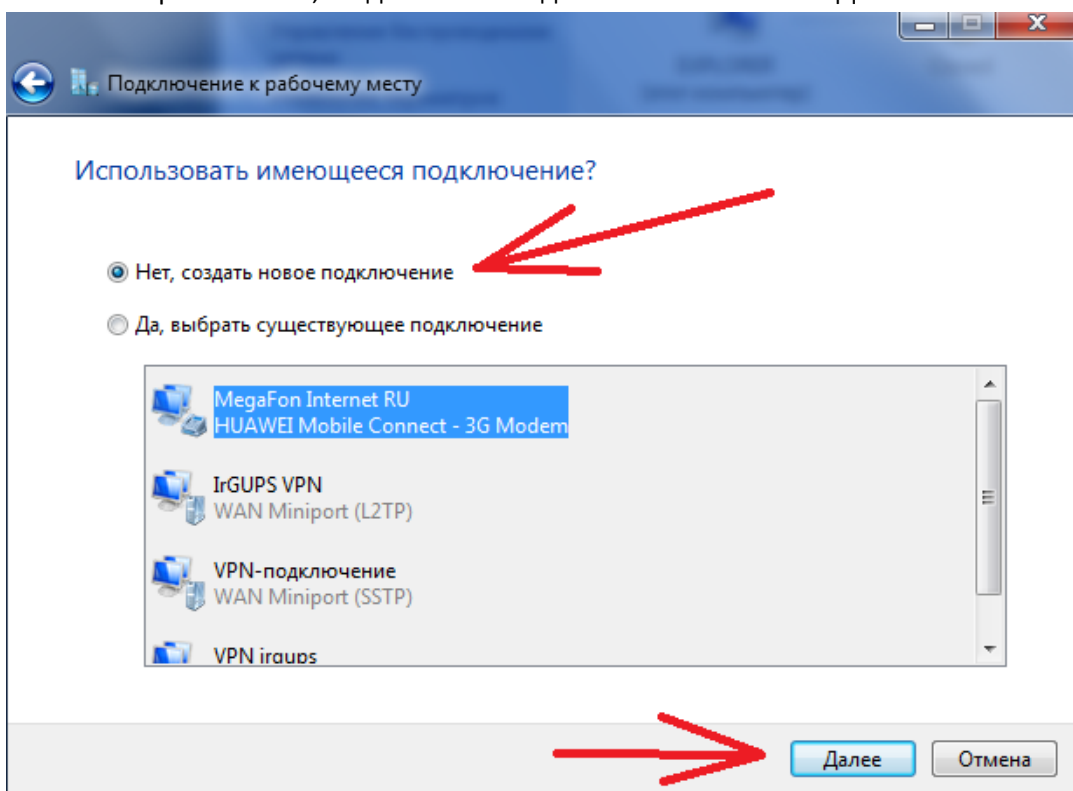 Подключение к рабочему месту
Использовать имеющееся подключение?
Нет, создать новое подключение
Да, выбрать существующее подключение
MegaFon Internet RU
HUAWEI Mobile Connect - 3G Modem
IrGUPS VPN
WAN Miniport (L2TP)
VPN-подключение
WAN Miniport (SSTP)
VPN irgups
Далее
Отмена